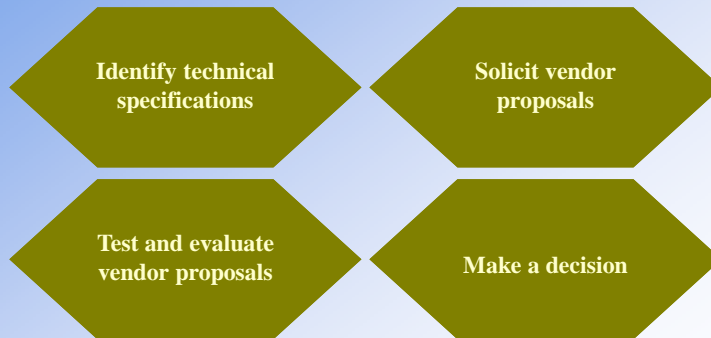 Identify technical
specifications
Solicit vendor
proposals
Test and evaluate
vendor proposals
Make a decision